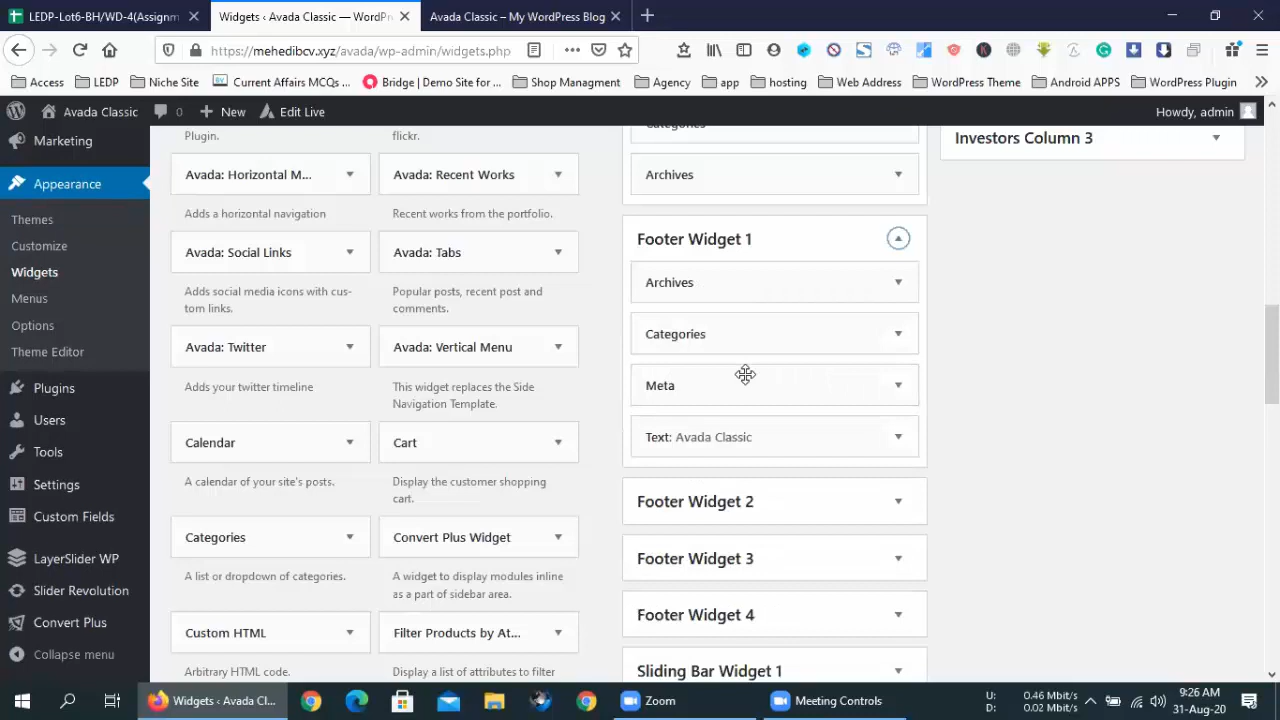 LEDP-Lot6-BH/WD-4(Assignm
Widgets ‹ Avada Classic — WordPr
Avada Classic – My WordPress Blog
https://mehedibcv.xyz/avada/wp-admin/widgets.php
Access
LEDP
Niche Site
Current Affairs MCQs ...
Bridge | Demo Site for ...
Shop Managment
Agency
app
hosting
Web Address
WordPress Theme
Android APPS
WordPress Plugin
Avada Classic
0
New
Edit Live
Howdy, admin
Marketing
Appearance
Themes
Customize
Widgets
Menus
Options
Theme Editor
Plugins
Users
Tools
Settings
Custom Fields
LayerSlider WP
Slider Revolution
Convert Plus
Collapse menu
Plugin.
flickr.
Avada: Horizontal M...
Avada: Recent Works
Adds a horizontal navigation
Recent works from the portfolio.
Avada: Social Links
Avada: Tabs
Adds social media icons with cus-
tom links.
Popular posts, recent post and
comments.
Avada: Twitter
Avada: Vertical Menu
Adds your twitter timeline
This widget replaces the Side
Navigation Template.
Calendar
Cart
A calendar of your site's posts.
Display the customer shopping
cart.
Categories
Convert Plus Widget
A list or dropdown of categories.
A widget to display modules inline
as a part of sidebar area.
Custom HTML
Filter Products by At...
Arbitrary HTML code.
Display a list of attributes to filter
Categories
Archives
Footer Widget 1
Archives
Categories
Meta
Text: Avada Classic
Footer Widget 2
Footer Widget 3
Footer Widget 4
Sliding Bar Widget 1
Investors Column 3
Widgets ‹ Avada Cl...
Zoom
Meeting Controls
U: 0.46 Mbit/s
D: 0.02 Mbit/s
9:26 AM
31-Aug-20